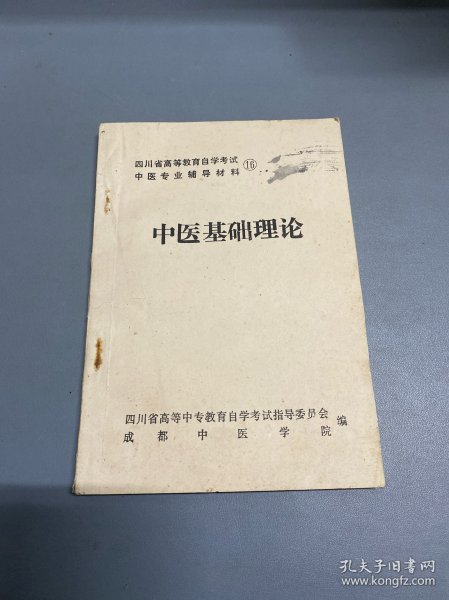 四川省高等教育自学考试
中医专业辅导材料 ⑯
中医基础理论
四川省高等中专教育自学考试指导委员会
成都中医学院 编
孔夫子旧书网
www.kongfz.com